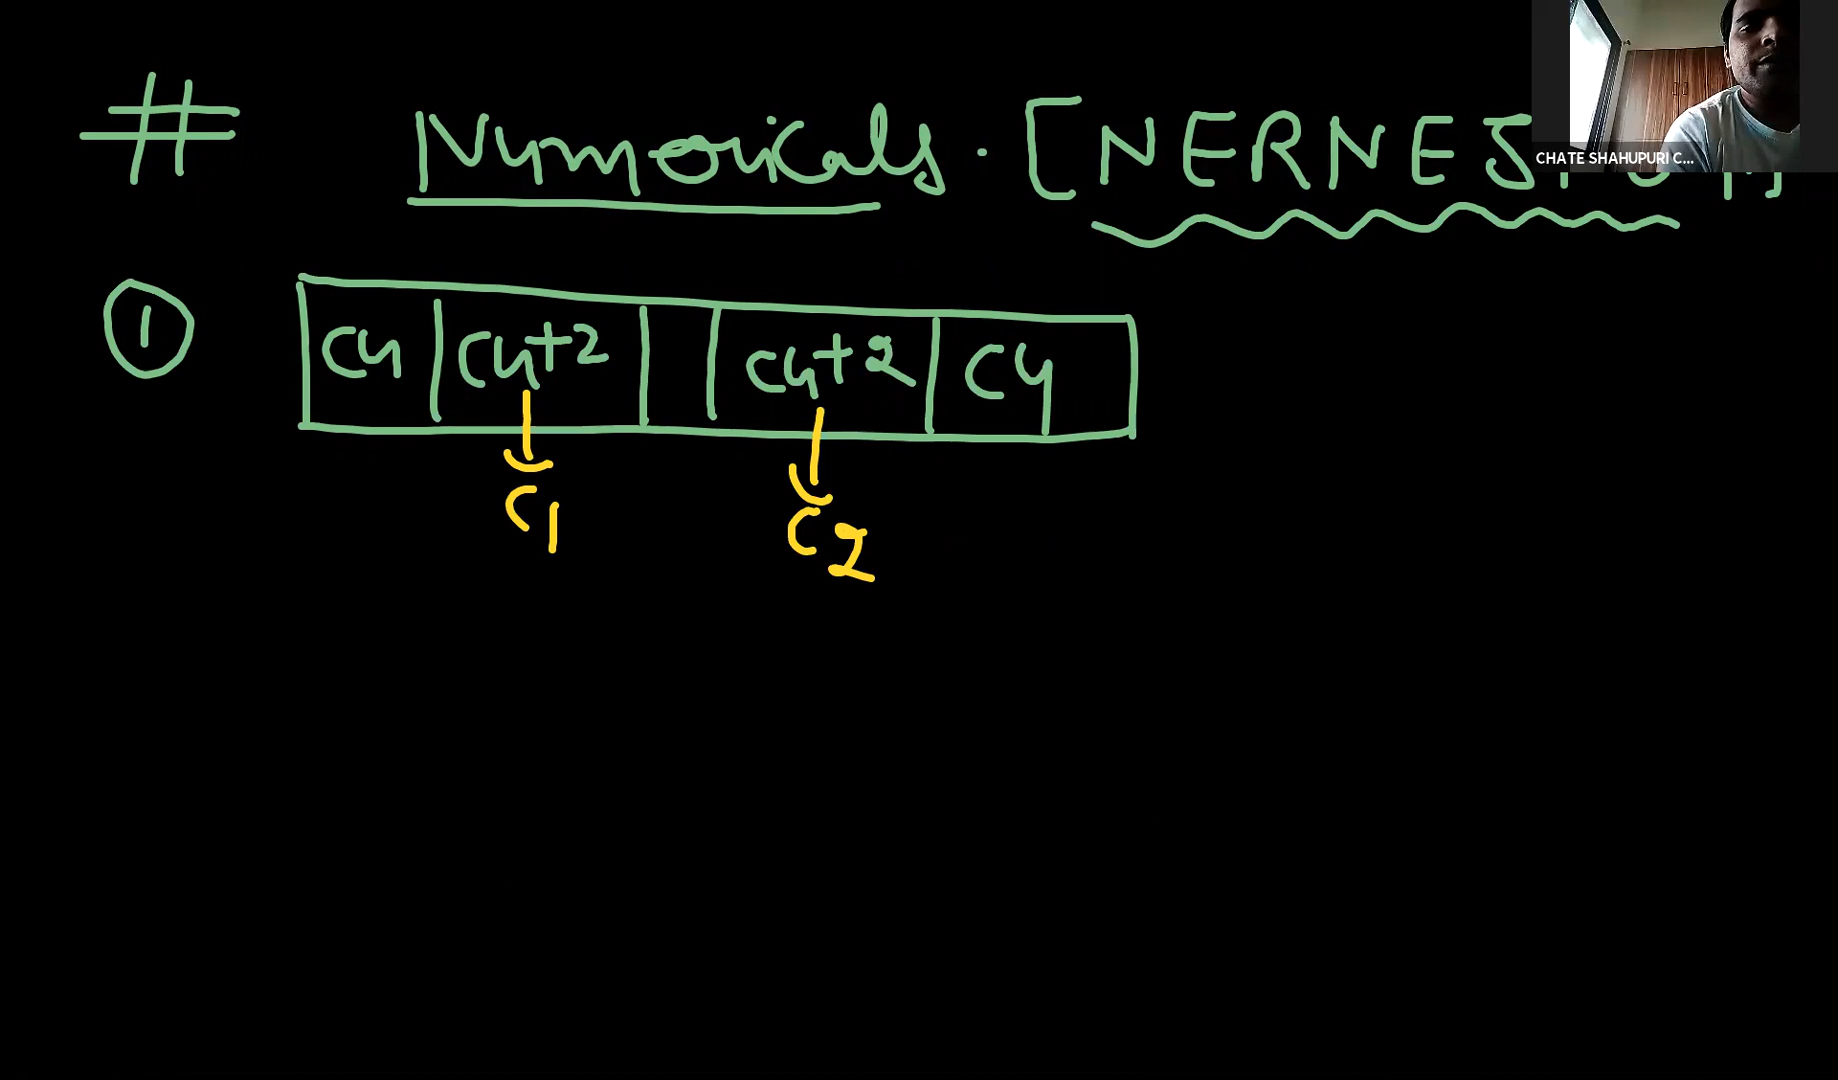 # Numericals. [NERNES
CHATE SHAHUPURI C...
① Cu | Cu+2 | | Cu+2 | Cu
C1 C2